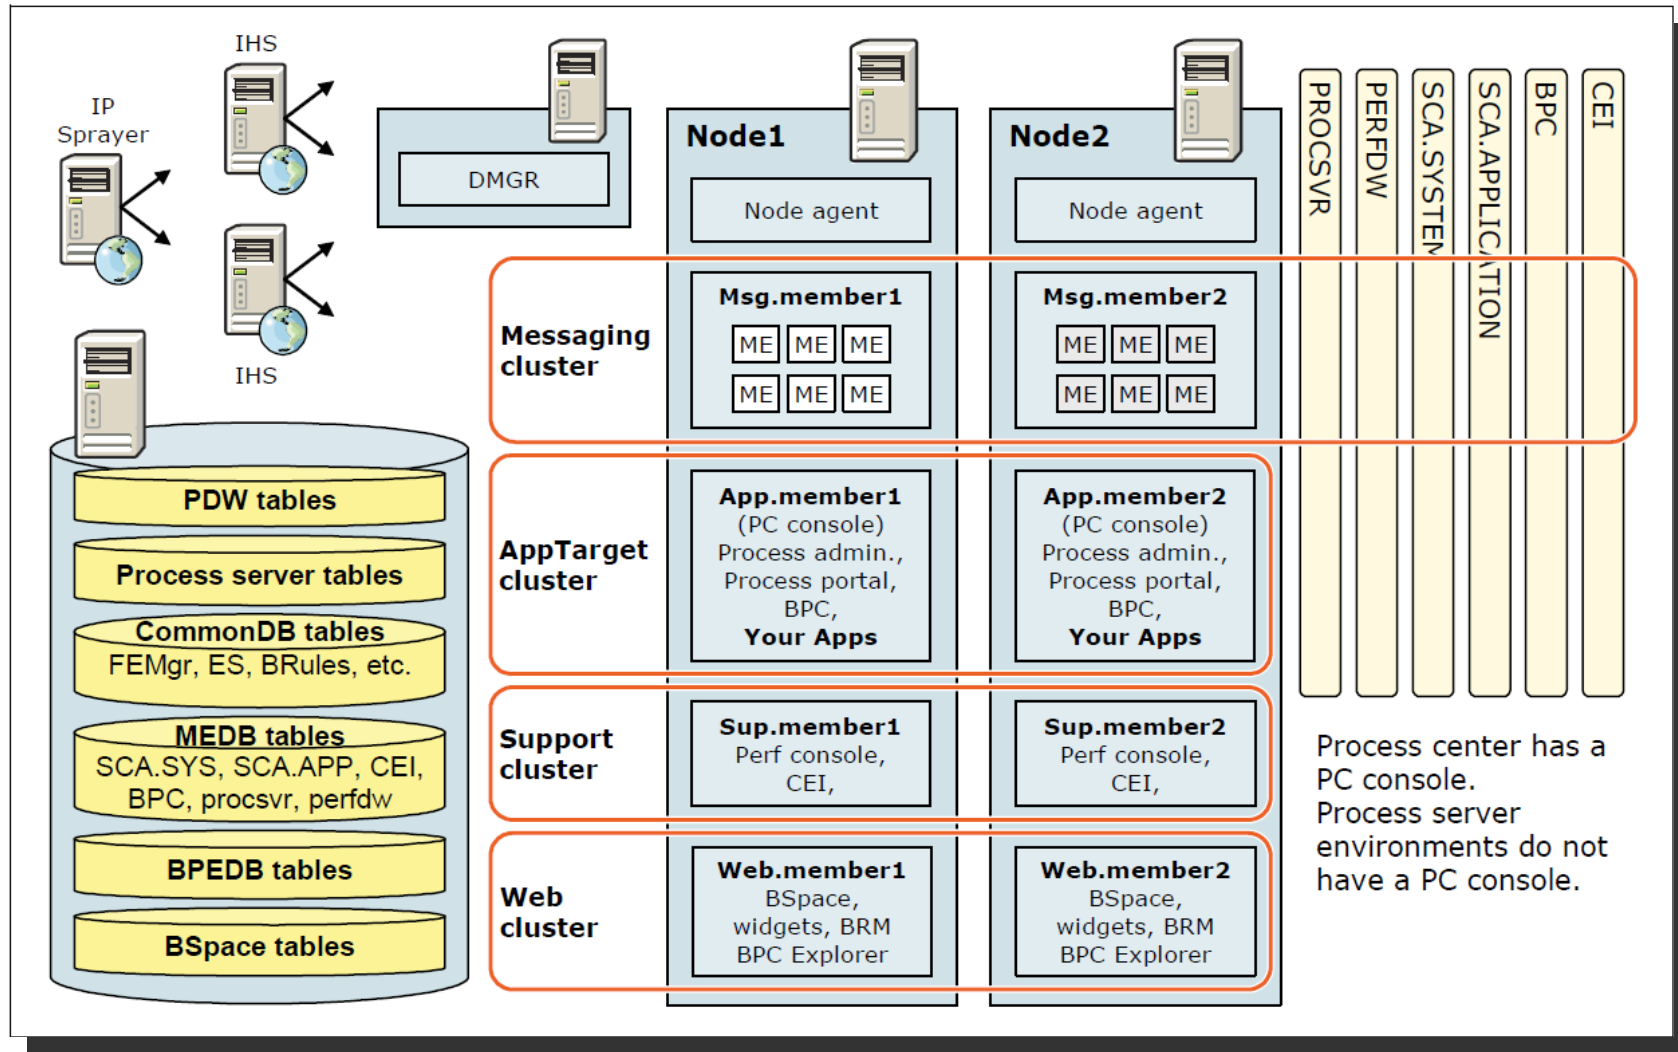 IHS
IP
Sprayer
IHS
DMGR
Node1
Node agent
Node2
Node agent
PROCSVR
PERFDW
SCA.SYSTEM
SCA.APPLICATION
BPC
CEI
Messaging
cluster
Msg.member1
ME ME ME
ME ME ME
Msg.member2
ME ME ME
ME ME ME
AppTarget
cluster
App.member1
(PC console)
Process admin.,
Process portal,
BPC,
Your Apps
App.member2
(PC console)
Process admin.,
Process portal,
BPC,
Your Apps
Support
cluster
Sup.member1
Perf console,
CEI,
Sup.member2
Perf console,
CEI,
Web
cluster
Web.member1
BSpace,
widgets, BRM
BPC Explorer
Web.member2
BSpace,
widgets, BRM
BPC Explorer
PDW tables
Process server tables
CommonDB tables
FEMgr, ES, BRules, etc.
MEDB tables
SCA.SYS, SCA.APP, CEI,
BPC, procsvr, perfdw
BPEDB tables
BSpace tables
Process center has a
PC console.
Process server
environments do not
have a PC console.